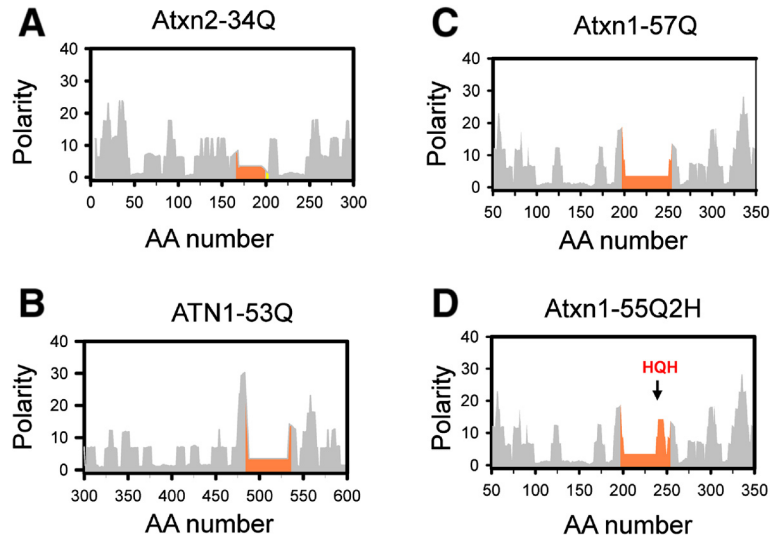 A
Atxn2-34Q
40
30
20
10
0
Polarity
0 50 100 150 200 250 300
AA number
B
ATN1-53Q
40
30
20
10
0
Polarity
300 350 400 450 500 550 600
AA number
C
Atxn1-57Q
40
30
20
10
0
Polarity
50 100 150 200 250 300 350
AA number
D
Atxn1-55Q2H
40
30
20
10
0
Polarity
HQH
50 100 150 200 250 300 350
AA number